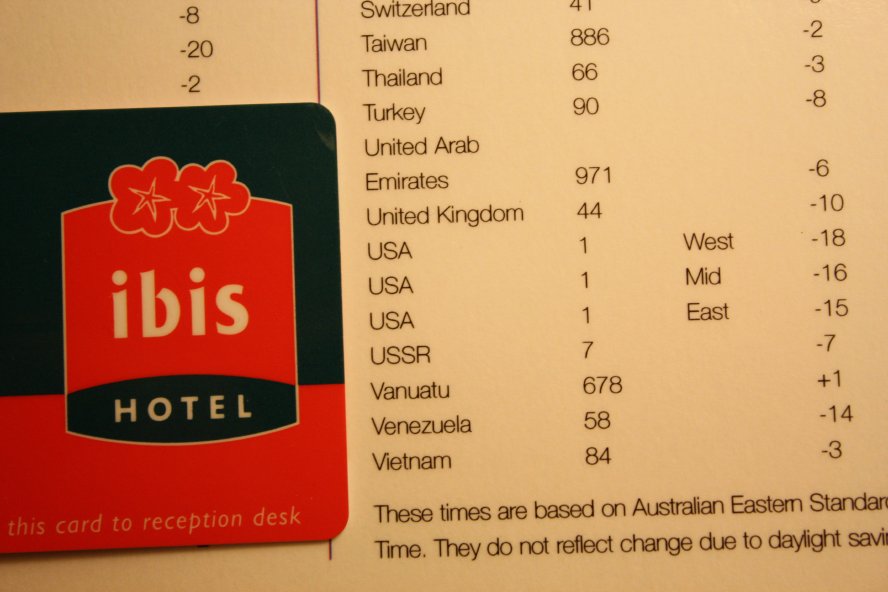 -8
-20
-2
ibis
HOTEL
this card to reception desk
Switzerland 41
Taiwan 886 -2
Thailand 66 -3
Turkey 90 -8
United Arab
Emirates 971 -6
United Kingdom 44 -10
USA 1 West -18
USA 1 Mid -16
USA 1 East -15
USSR 7 -7
Vanuatu 678 +1
Venezuela 58 -14
Vietnam 84 -3
These times are based on Australian Eastern Standard
Time. They do not reflect change due to daylight